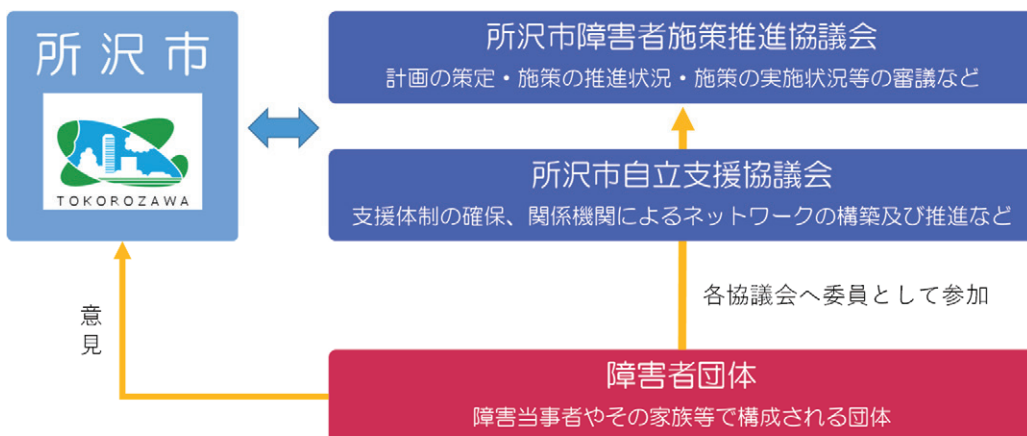 所沢市
TOKOROZAWA
所沢市障害者施策推進協議会
計画の策定・施策の推進状況・施策の実施状況等の審議など
所沢市自立支援協議会
支援体制の確保、関係機関によるネットワークの構築及び推進など
意見
各協議会へ委員として参加
障害者団体
障害当事者やその家族等で構成される団体